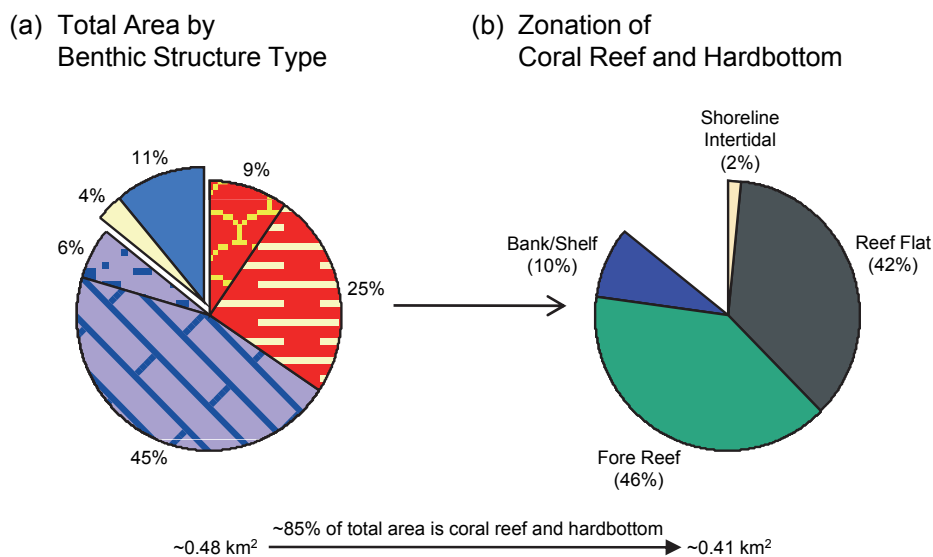 (a) Total Area by
Benthic Structure Type
(b) Zonation of
Coral Reef and Hardbottom
11%
9%
4%
6%
25%
45%
Shoreline
Intertidal
(2%)
Bank/Shelf
(10%)
Reef Flat
(42%)
Fore Reef
(46%)
~85% of total area is coral reef and hardbottom
~0.48 km²
~0.41 km²